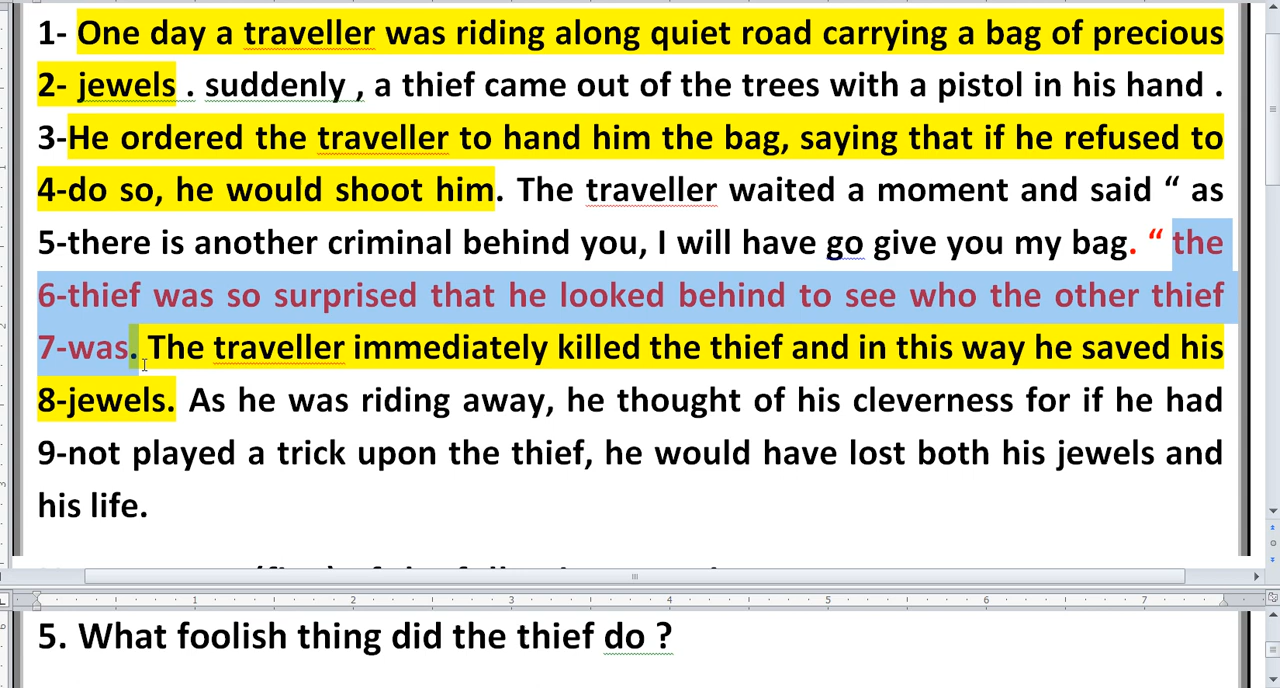 1- One day a traveller was riding along quiet road carrying a bag of precious
2- jewels . suddenly , a thief came out of the trees with a pistol in his hand .
3-He ordered the traveller to hand him the bag, saying that if he refused to
4-do so, he would shoot him. The traveller waited a moment and said “ as
5-there is another criminal behind you, I will have go give you my bag. “ the
6-thief was so surprised that he looked behind to see who the other thief
7-was. The traveller immediately killed the thief and in this way he saved his
8-jewels. As he was riding away, he thought of his cleverness for if he had
9-not played a trick upon the thief, he would have lost both his jewels and
his life.
1 2 3 4 5 6 7
5. What foolish thing did the thief do ?